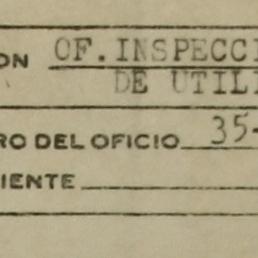 ON OF.INSPECCI
DE UTILI
RO DEL OFICIO 35-
IENTE